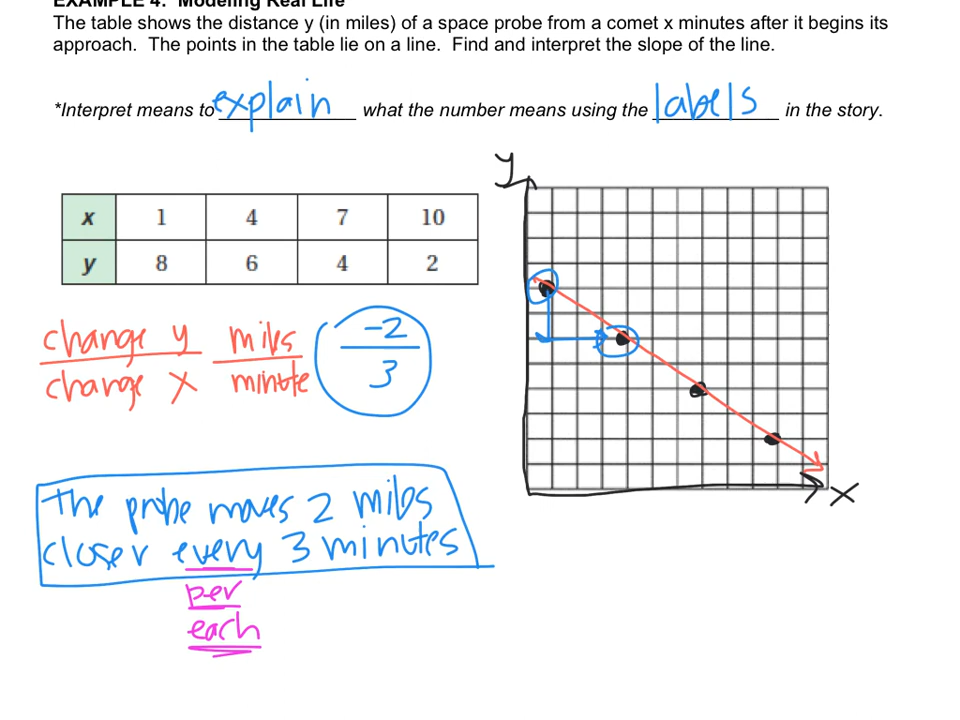 EXAMPLE 4: Modeling Real Life
The table shows the distance y (in miles) of a space probe from a comet x minutes after it begins its
approach. The points in the table lie on a line. Find and interpret the slope of the line.
*Interpret means to explain what the number means using the labels in the story.
y
x 1 4 7 10
y 8 6 4 2
change y miles -2
change x minute 3
x
The probe moves 2 miles
closer every 3 minutes
per
each